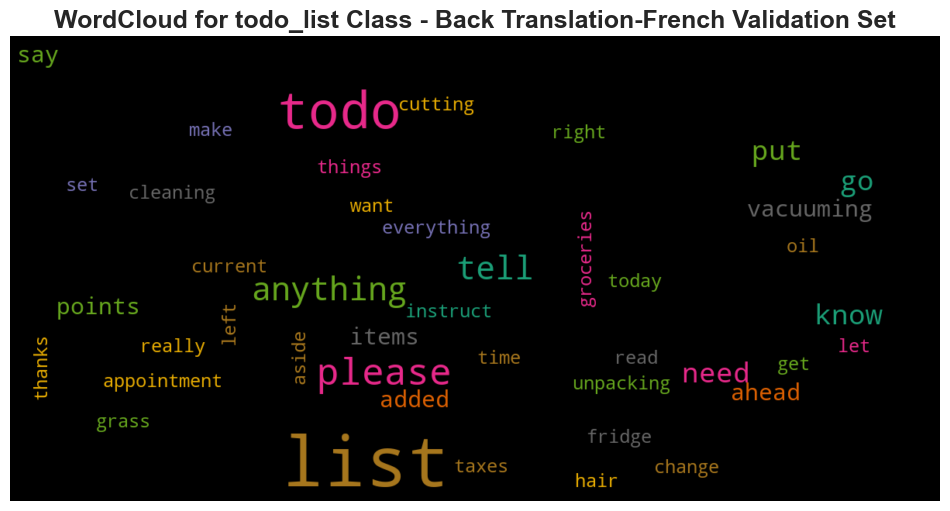 WordCloud for todo_list Class - Back Translation-French Validation Set
say
todo
cutting
make
right
put
things
go
set
cleaning
want
vacuuming
everything
groceries
oil
current
tell
anything
today
points
left
instruct
know
items
really
aside
time
read
let
thanks
please
need
get
appointment
unpacking
added
ahead
grass
fridge
list
taxes
change
hair